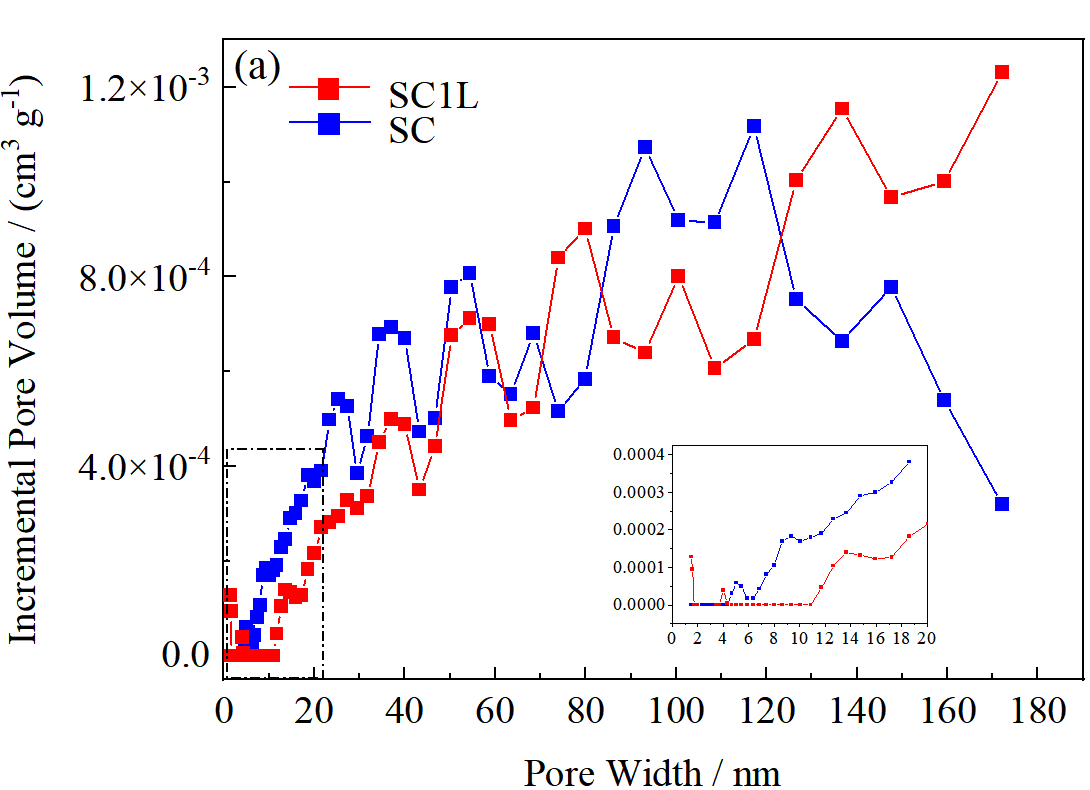 (a)
SC1L
SC
Incremental Pore Volume / (cm³ g⁻¹)
1.2×10⁻³
8.0×10⁻⁴
4.0×10⁻⁴
0.0
0.0004
0.0003
0.0002
0.0001
0.0000
0 2 4 6 8 10 12 14 16 18 20
0 20 40 60 80 100 120 140 160 180
Pore Width / nm